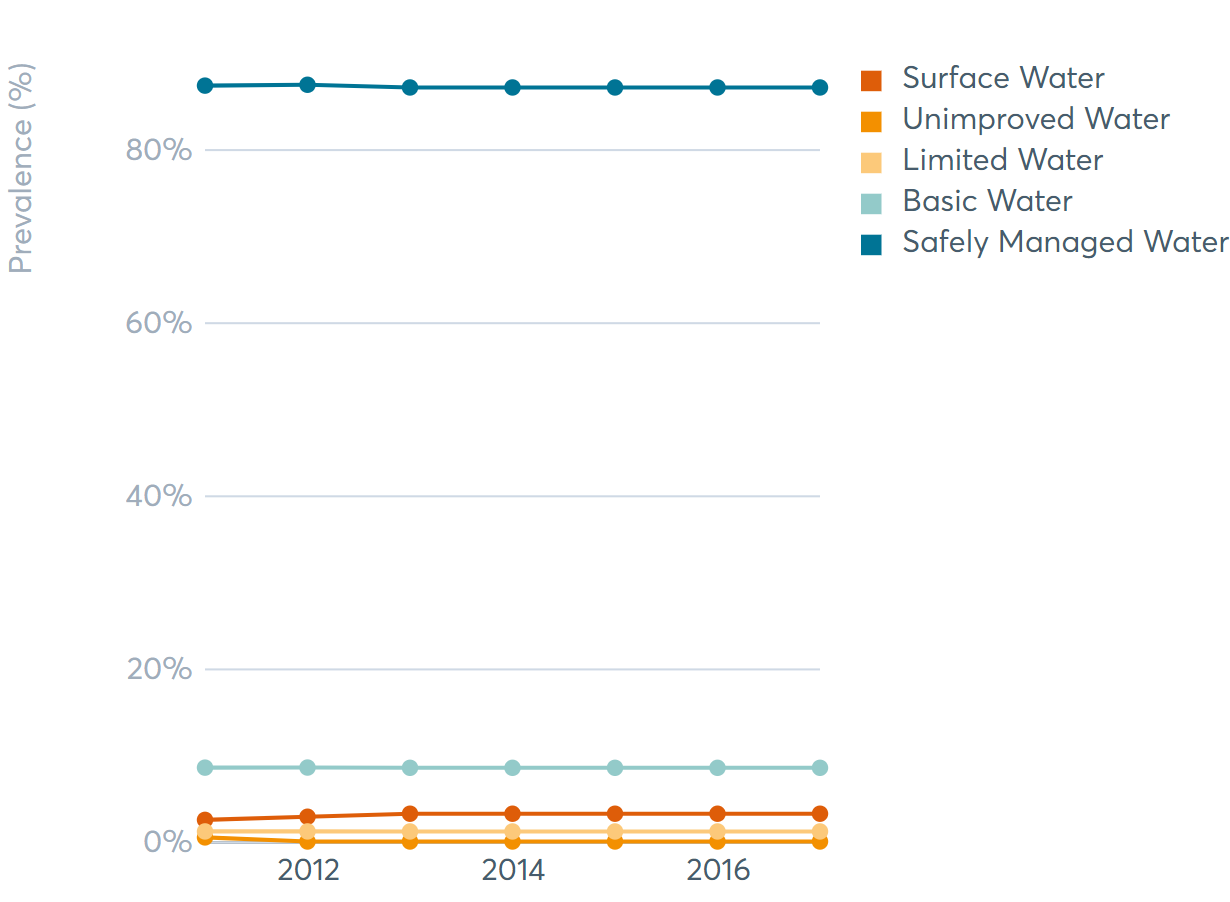 Prevalence (%)
80%
60%
40%
20%
0%
2012
2014
2016
Surface Water
Unimproved Water
Limited Water
Basic Water
Safely Managed Water